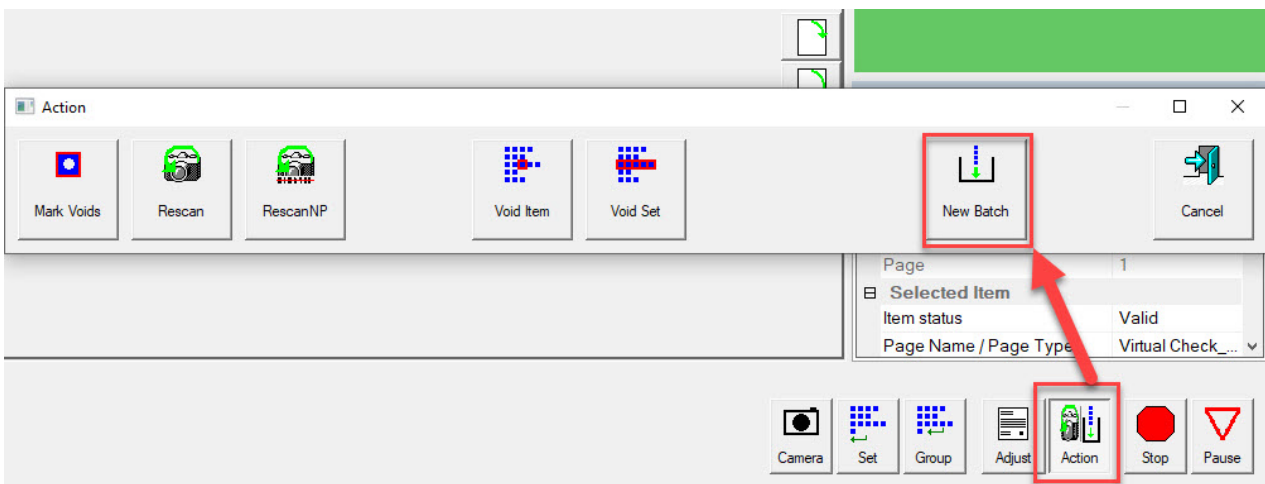 Action
Mark Voids
Rescan
RescanNP
Void Item
Void Set
New Batch
Cancel
Page 1
Selected Item
Item status Valid
Page Name / Page Type Virtual Check_...
Camera
Set
Group
Adjust
Action
Stop
Pause